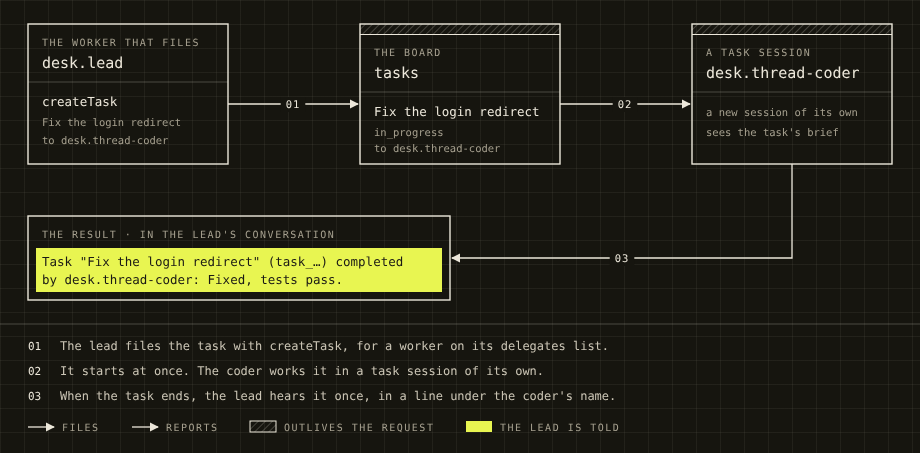 THE WORKER THAT FILES
desk.lead
createTask
Fix the login redirect
to desk.thread-coder
01
THE BOARD
tasks
Fix the login redirect
in_progress
to desk.thread-coder
02
A TASK SESSION
desk.thread-coder
a new session of its own
sees the task's brief
THE RESULT · IN THE LEAD'S CONVERSATION
Task "Fix the login redirect" (task_…) completed
by desk.thread-coder: Fixed, tests pass.
03
01 The lead files the task with createTask, for a worker on its delegates list.
02 It starts at once. The coder works it in a task session of its own.
03 When the task ends, the lead hears it once, in a line under the coder's name.
FILES REPORTS OUTLIVES THE REQUEST THE LEAD IS TOLD